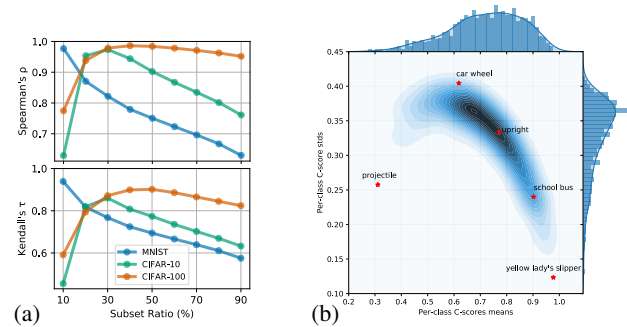 1.0
0.9
0.8
0.7
Spearman's ρ
1.0
0.8
0.6
Kendall's τ
MNIST
CIFAR-10
CIFAR-100
10
30
50
70
90
Subset Ratio (%)
(a)
0.45
0.40
0.35
0.30
0.25
0.20
0.15
0.10
Per-class C-score stds
car wheel
upright
projectile
school bus
yellow lady's slipper
0.2
0.3
0.4
0.5
0.6
0.7
0.8
0.9
1.0
Per-class C-scores means
(b)